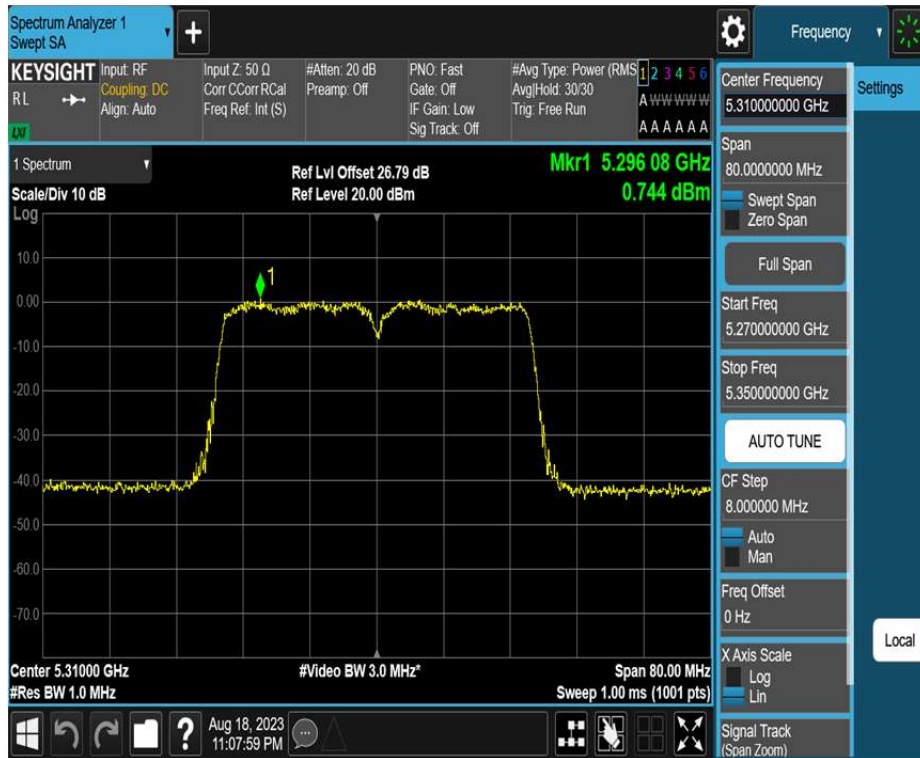 Spectrum Analyzer 1
Swept SA
Frequency
KEYSIGHT
RL
LXI
Input: RF
Coupling: DC
Align: Auto
Input Z: 50 Ω
Corr CCorr RCal
Freq Ref: Int (S)
#Atten: 20 dB
Preamp: Off
PNO: Fast
Gate: Off
IF Gain: Low
Sig Track: Off
#Avg Type: Power (RMS
Avg|Hold: 30/30
Trig: Free Run
1 2 3 4 5 6
A W W W W W
A A A A A A
1 Spectrum
Scale/Div 10 dB
Log
Ref Lvl Offset 26.79 dB
Ref Level 20.00 dBm
Mkr1 5.296 08 GHz
0.744 dBm
1
10.0
0.00
-10.0
-20.0
-30.0
-40.0
-50.0
-60.0
-70.0
Center 5.31000 GHz
#Res BW 1.0 MHz
#Video BW 3.0 MHz*
Span 80.00 MHz
Sweep 1.00 ms (1001 pts)
Center Frequency
5.310000000 GHz
Span
80.0000000 MHz
Swept Span
Zero Span
Full Span
Start Freq
5.270000000 GHz
Stop Freq
5.350000000 GHz
AUTO TUNE
CF Step
8.000000 MHz
Auto
Man
Freq Offset
0 Hz
X Axis Scale
Log
Lin
Signal Track
(Span Zoom)
Settings
Local
?
Aug 18, 2023
11:07:59 PM